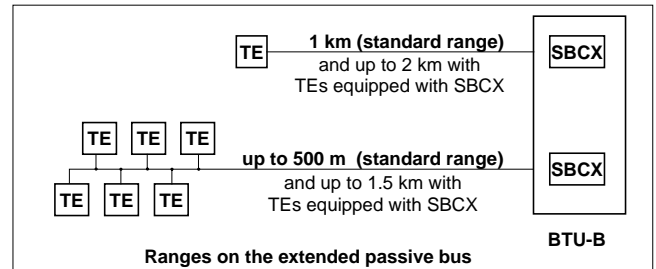 TE
1 km (standard range)
and up to 2 km with
TEs equipped with SBCX
SBCX
TE TE TE
TE TE TE
up to 500 m (standard range)
and up to 1.5 km with
TEs equipped with SBCX
SBCX
BTU-B
Ranges on the extended passive bus